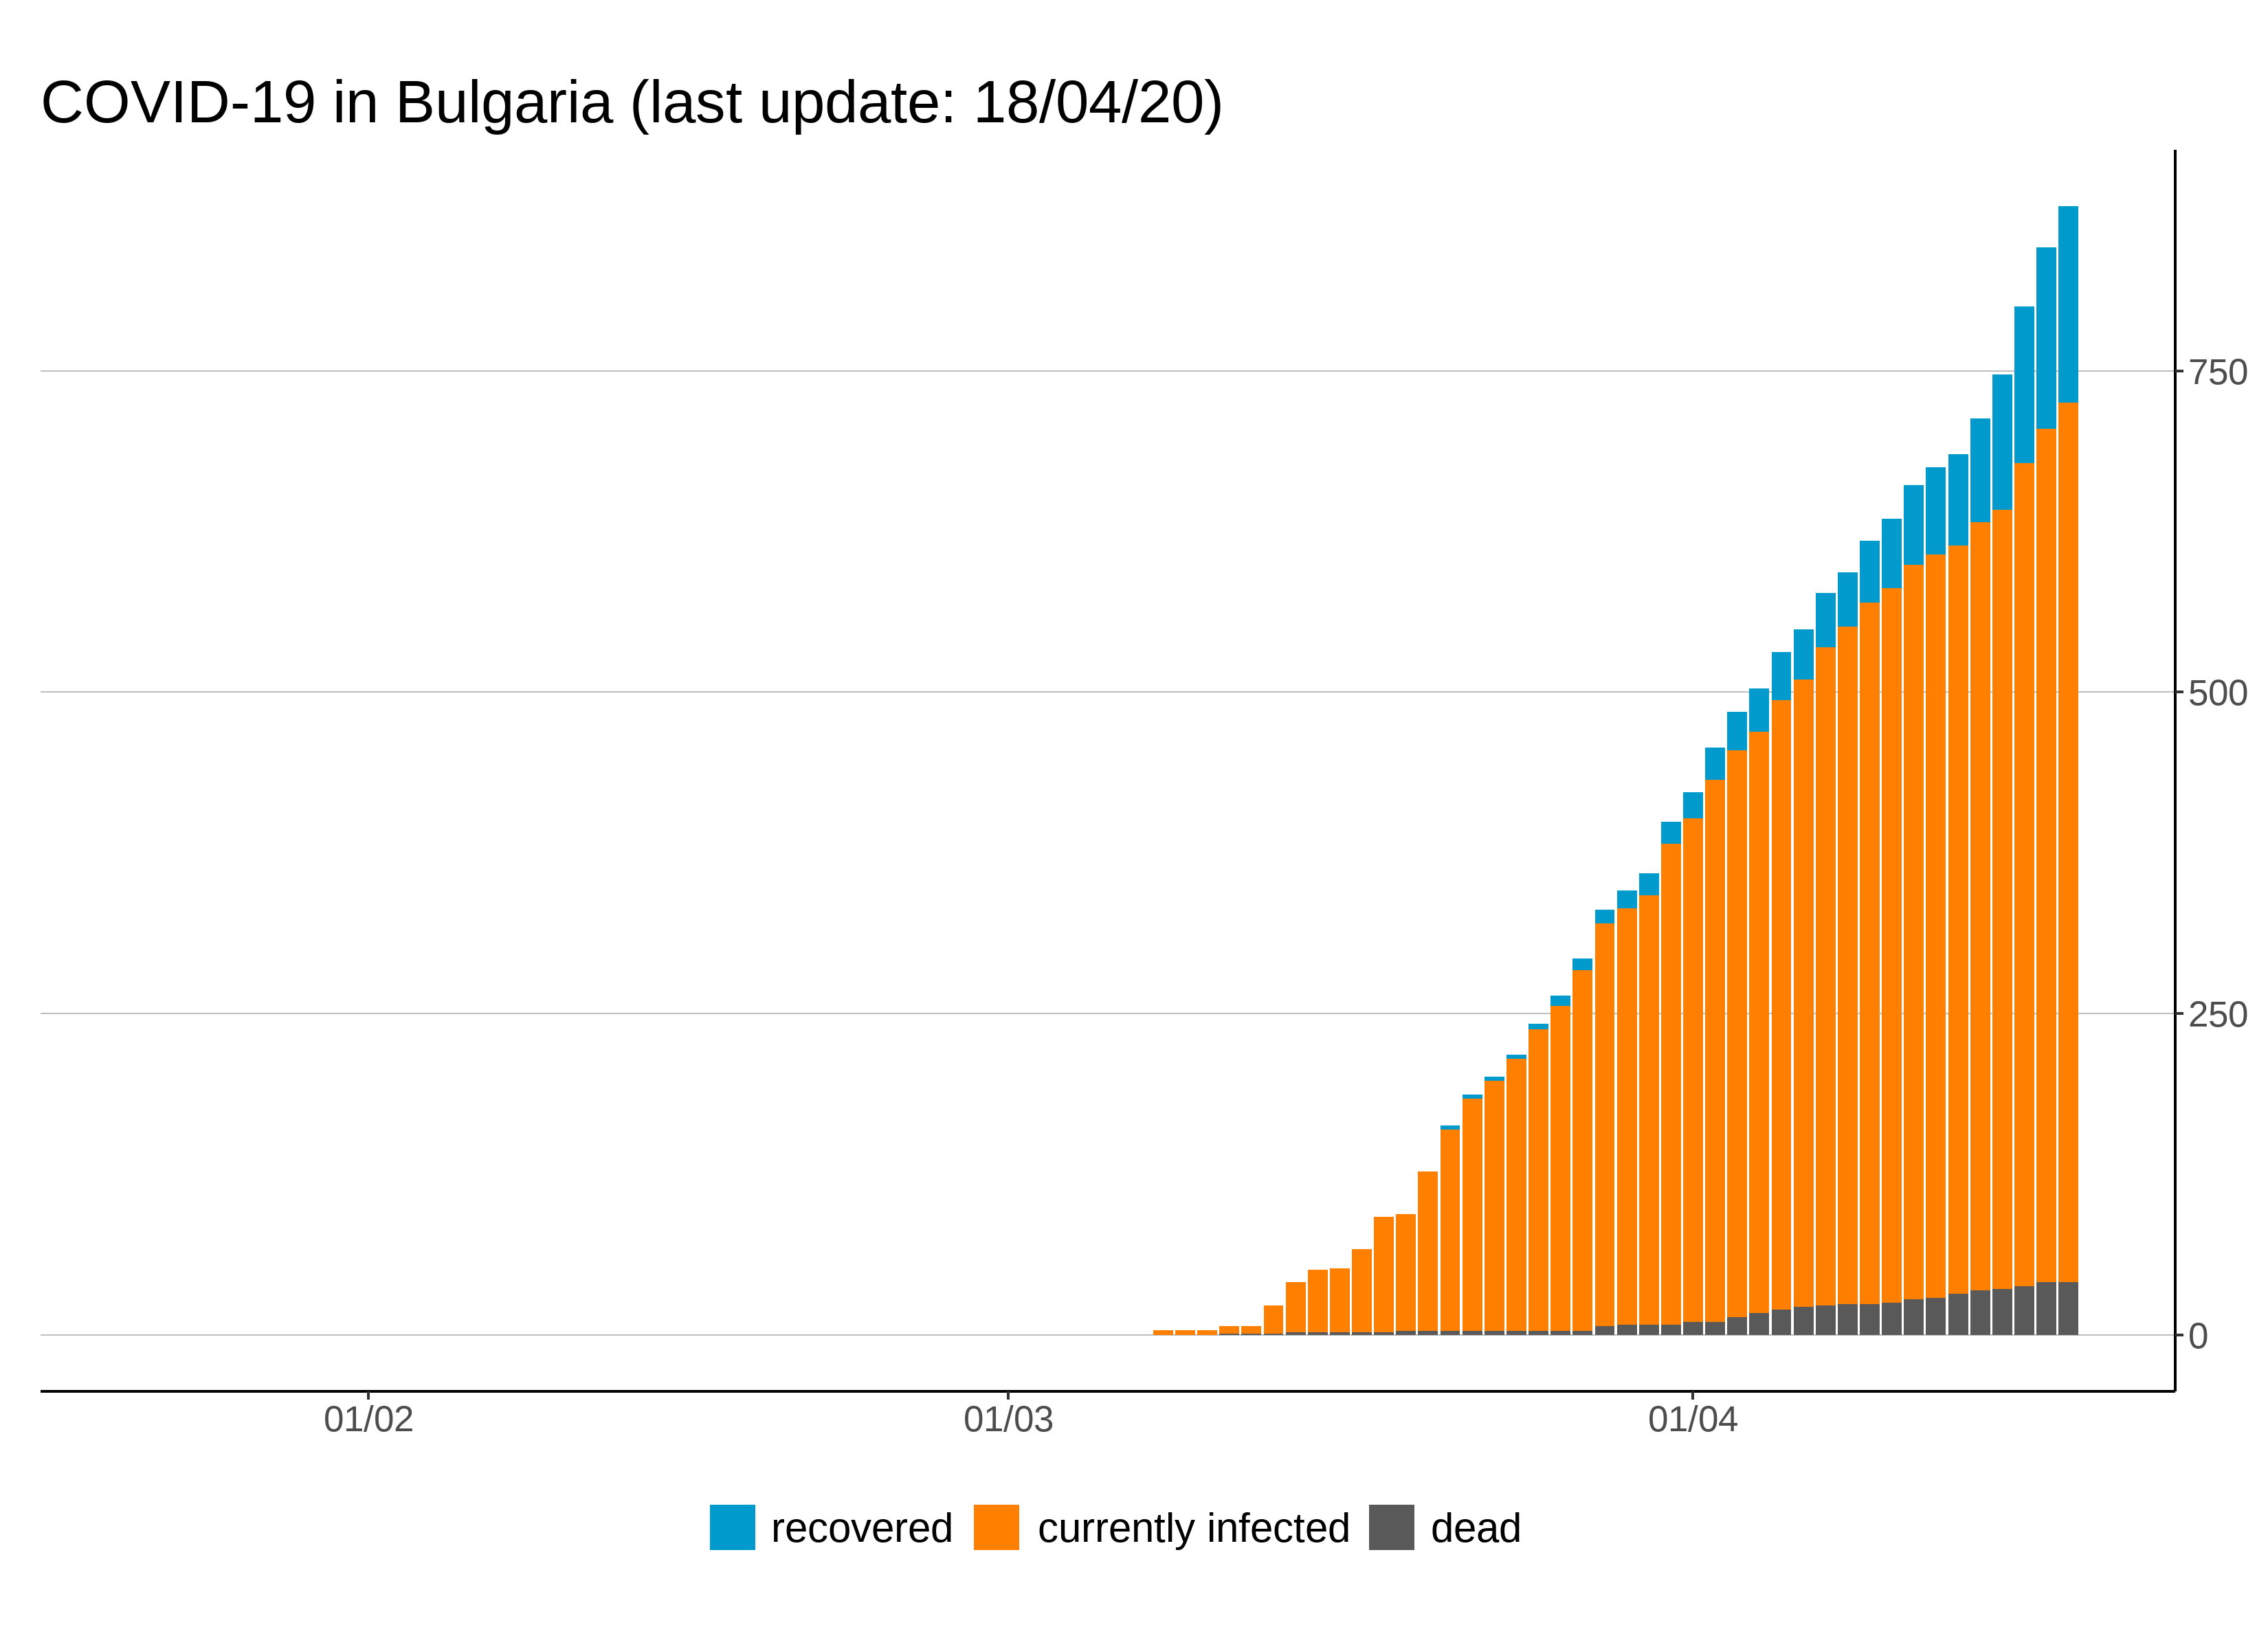 COVID-19 in Bulgaria (last update: 18/04/20)
750
500
250
0
01/02 01/03 01/04
recovered currently infected dead